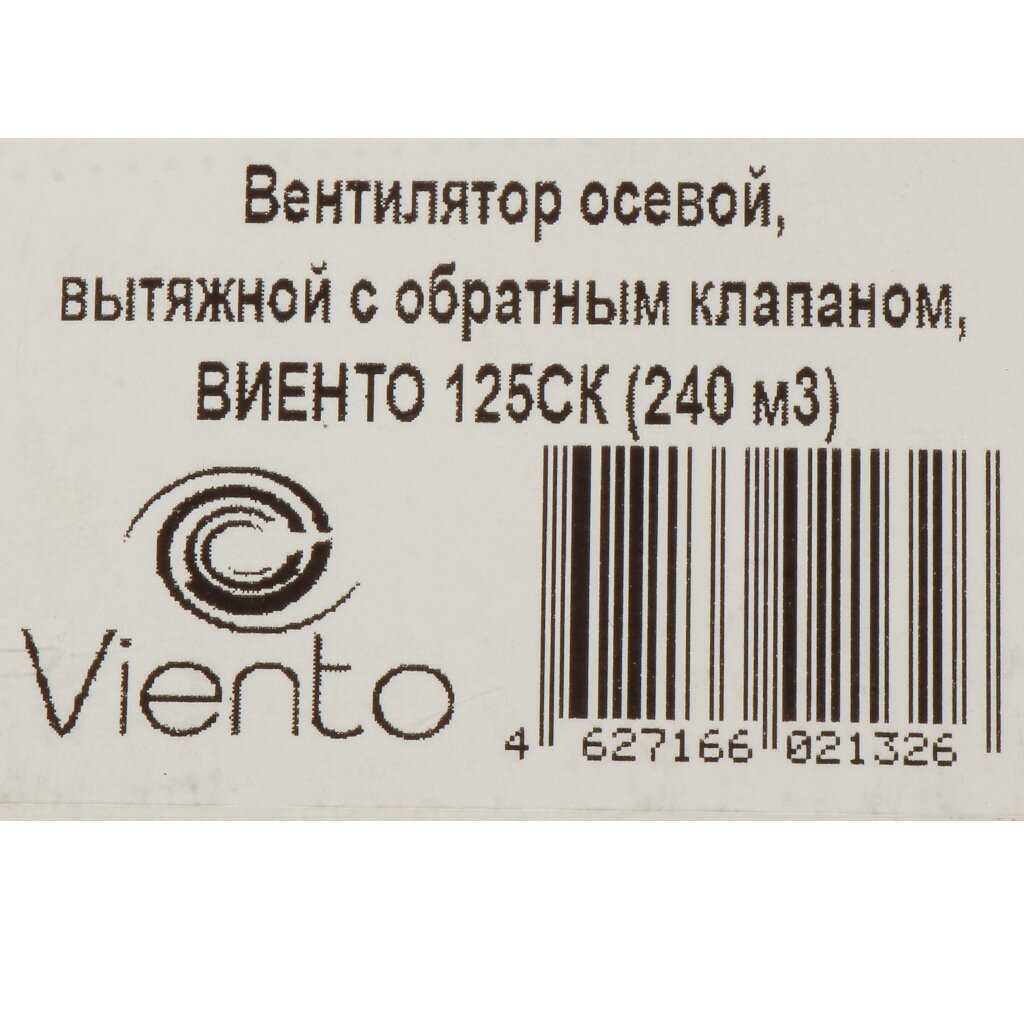 Вентилятор осевой,
вытяжной с обратным клапаном,
ВИЕНТО 125СК (240 м3)
Viento
4 627166 021326